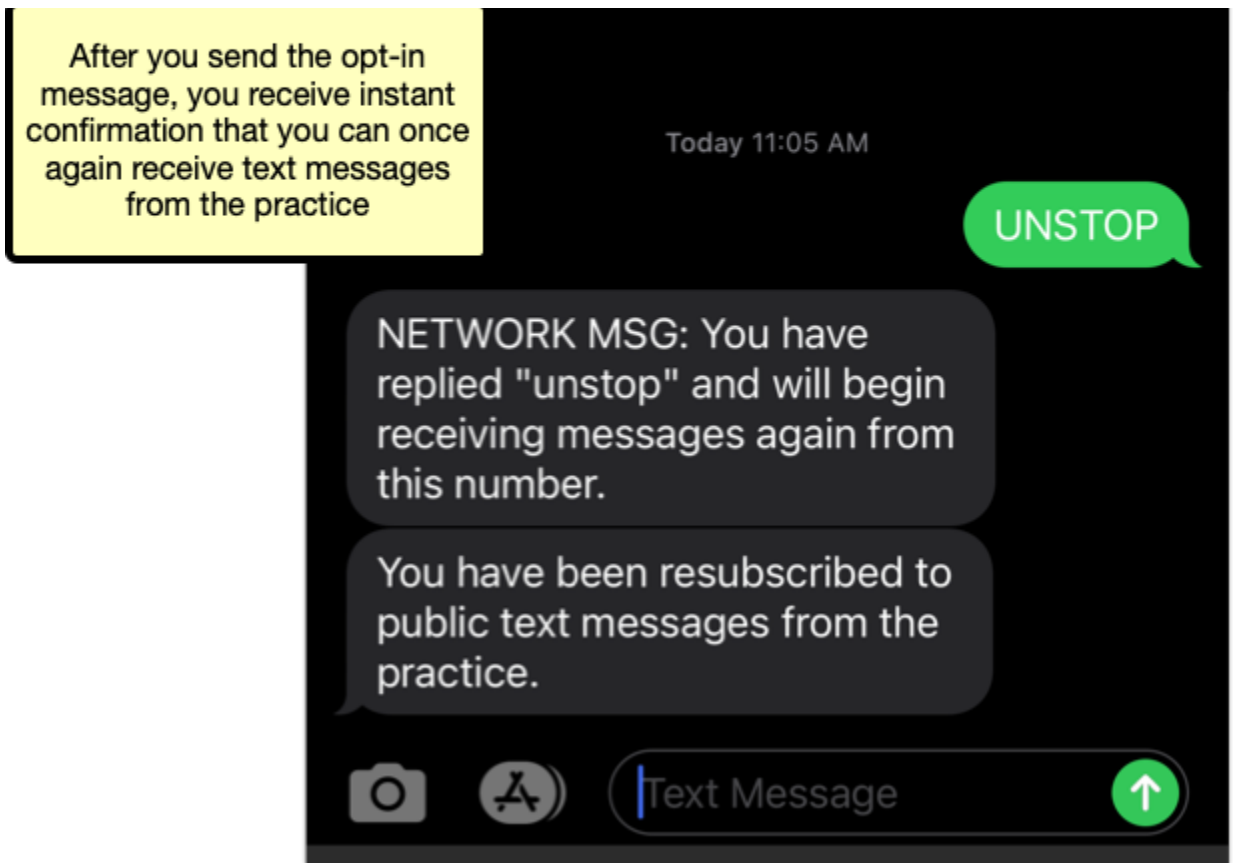 After you send the opt-in
message, you receive instant
confirmation that you can once
again receive text messages
from the practice
Today 11:05 AM
UNSTOP
NETWORK MSG: You have
replied "unstop" and will begin
receiving messages again from
this number.
You have been resubscribed to
public text messages from the
practice.
Text Message